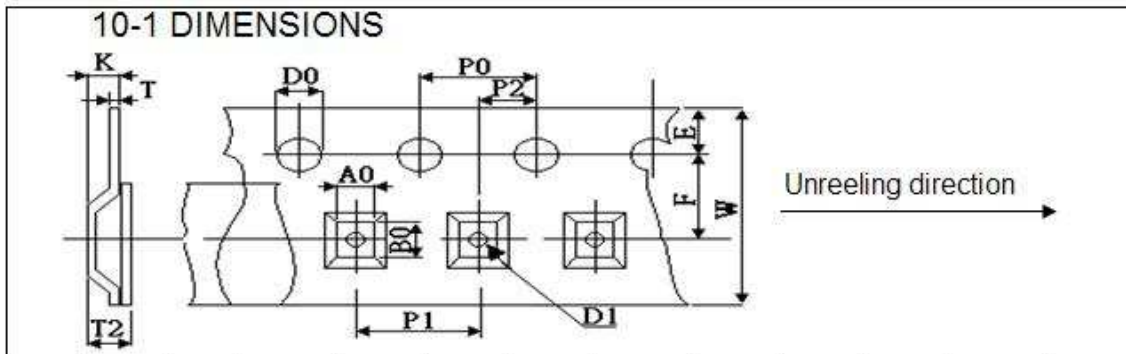 10-1 DIMENSIONS
K
T
D0
P0
P2
E
F
W
A0
B0
Unreeling direction
T2
P1
D1